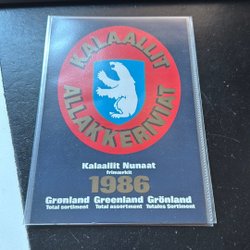 KALAALLIT
ALLAKKERIVIAT
Kalaallit Nunaat
frimærkit
1986
Grønland Greenland Grönland
Total sortiment Total assortment Totales Sortiment